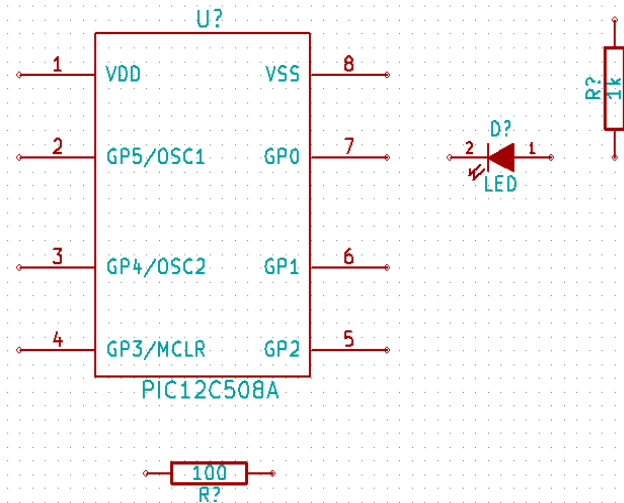 U?
1 VDD VSS 8
2 GP5/OSC1 GP0 7
3 GP4/OSC2 GP1 6
4 GP3/MCLR GP2 5
PIC12C508A
D?
2 1
LED
R?
1k
100
R?